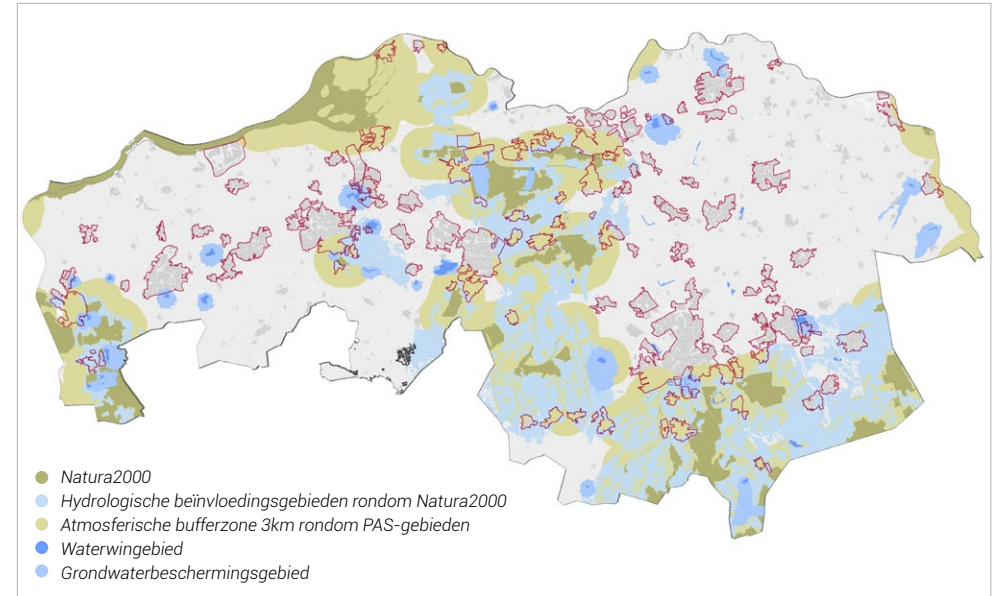 Natura2000
Hydrologische beïnvloedingsgebieden rondom Natura2000
Atmosferische bufferzone 3km rondom PAS-gebieden
Waterwingebied
Grondwaterbeschermingsgebied